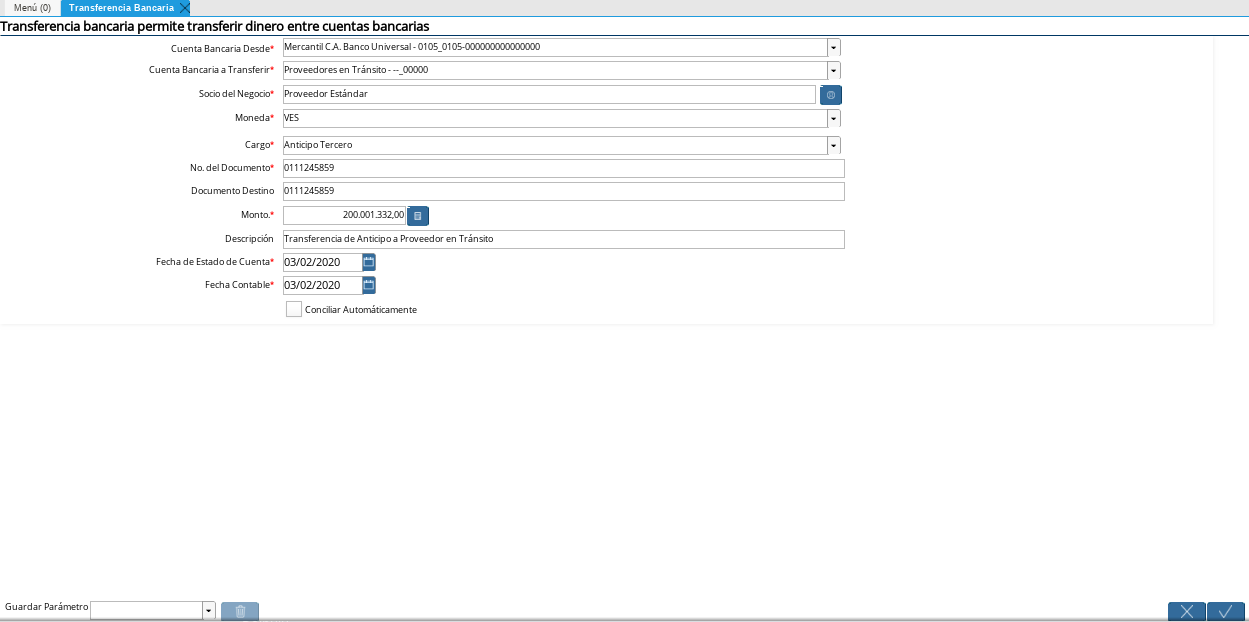 Menú (0) Transferencia Bancaria
Transferencia bancaria permite transferir dinero entre cuentas bancarias
Cuenta Bancaria Desde* Mercantil C.A. Banco Universal - 0105_0105-000000000000000
Cuenta Bancaria a Transferir* Proveedores en Tránsito - --_00000
Socio del Negocio* Proveedor Estándar
Moneda* VES
Cargo* Anticipo Tercero
No. del Documento* 0111245859
Documento Destino 0111245859
Monto.* 200.001.332,00
Descripción Transferencia de Anticipo a Proveedor en Tránsito
Fecha de Estado de Cuenta* 03/02/2020
Fecha Contable* 03/02/2020
Conciliar Automáticamente
Guardar Parámetro